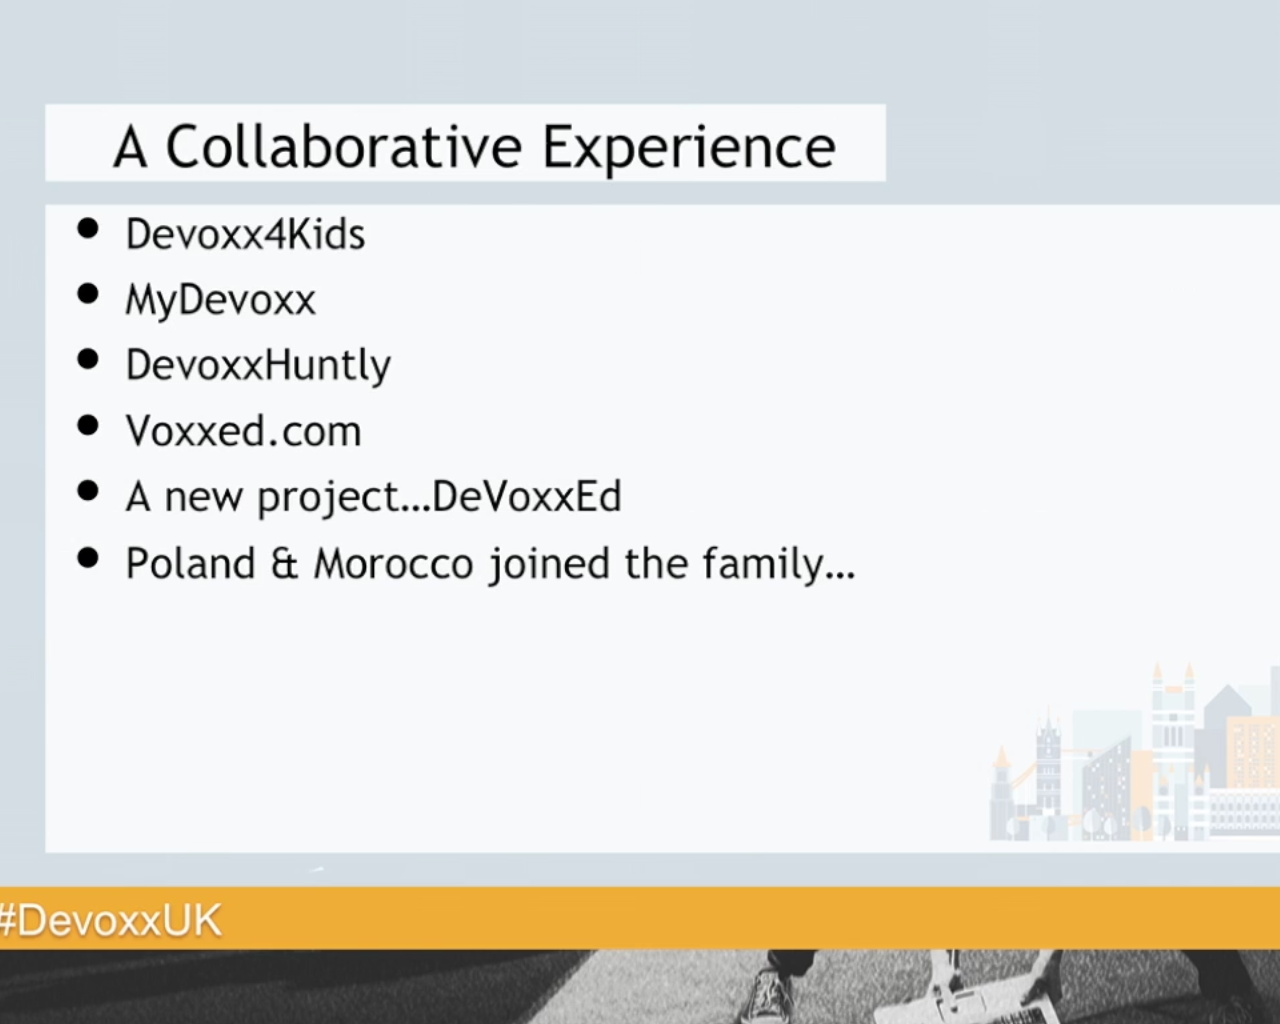 A Collaborative Experience
Devoxx4Kids
MyDevoxx
DevoxxHuntly
Voxxed.com
A new project...DeVoxxEd
Poland & Morocco joined the family...
#DevoxxUK